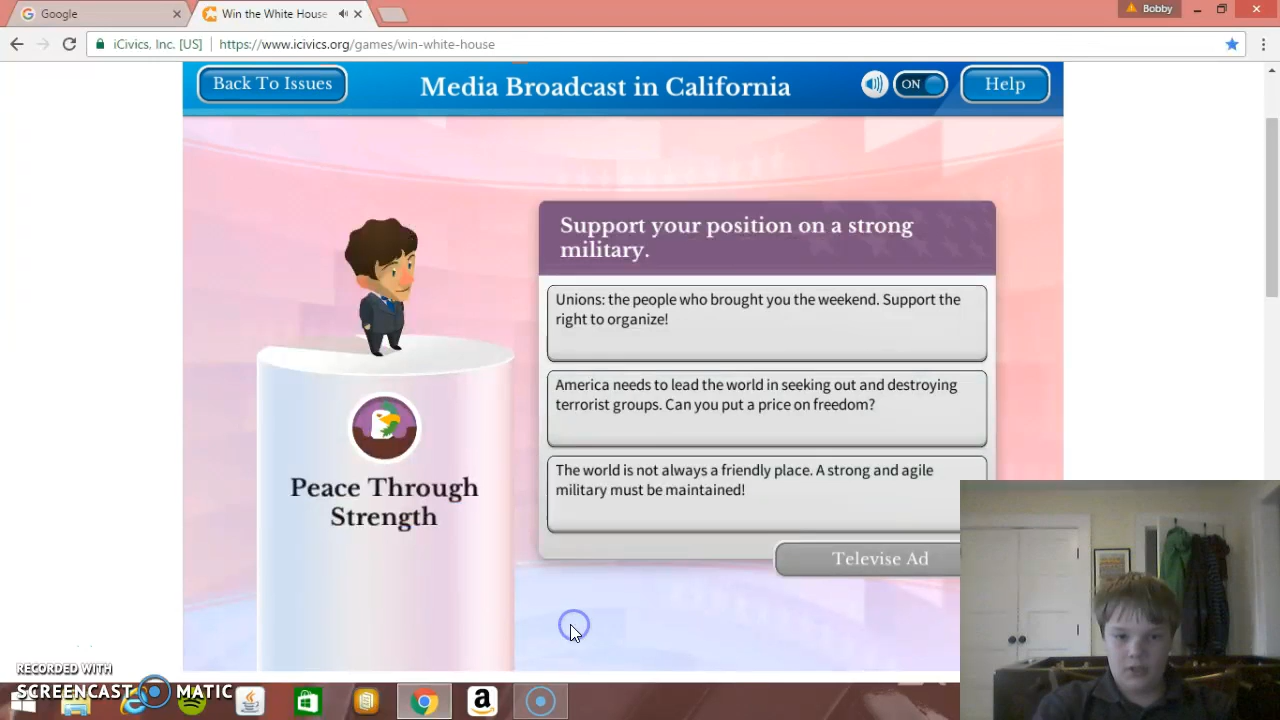 Google
Win the White House
Bobby
iCivics, Inc. [US]
https://www.icivics.org/games/win-white-house
Back To Issues
Media Broadcast in California
ON
Help
Support your position on a strong
military.
Unions: the people who brought you the weekend. Support the
right to organize!
America needs to lead the world in seeking out and destroying
terrorist groups. Can you put a price on freedom?
The world is not always a friendly place. A strong and agile
military must be maintained!
Televise Ad
Peace Through
Strength
RECORDED WITH
SCREENCAST MATIC